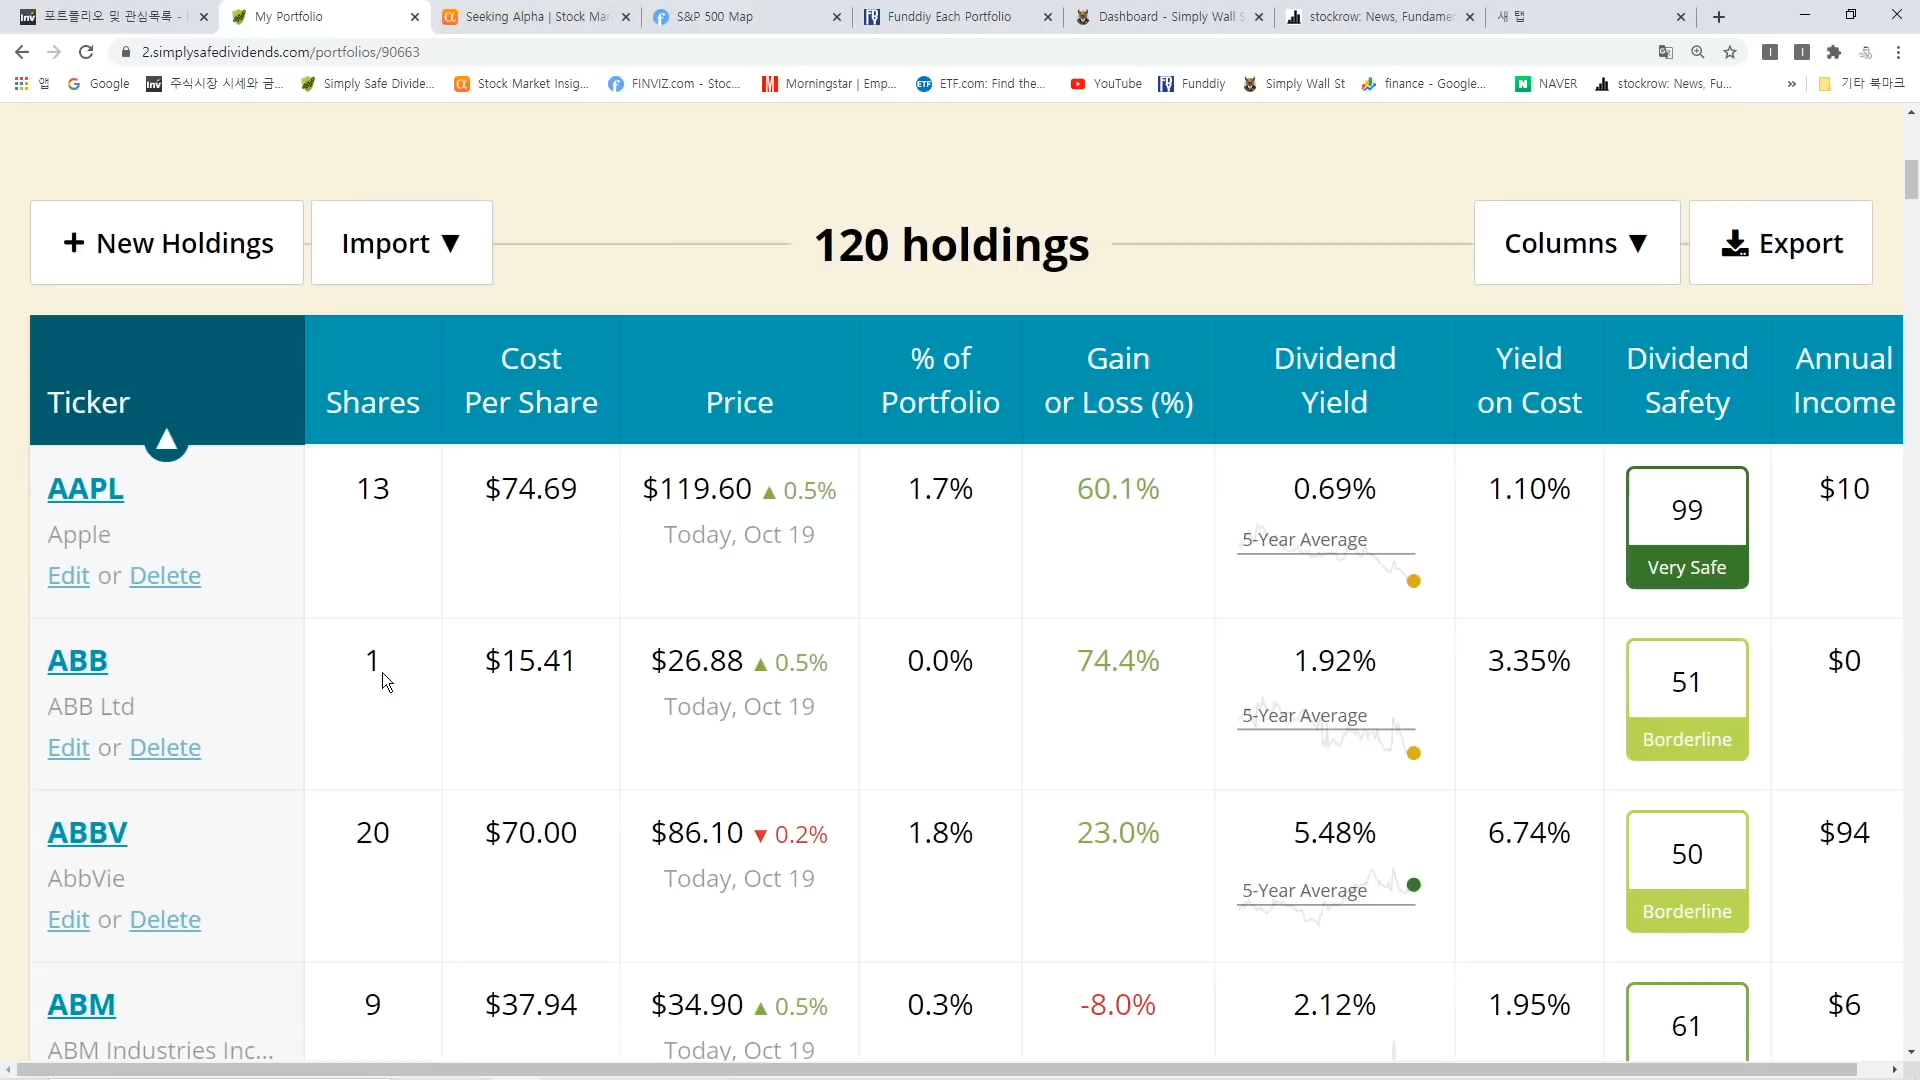 포트폴리오 및 관심목록 -
My Portfolio
Seeking Alpha | Stock Mar
S&P 500 Map
Funddiy Each Portfolio
Dashboard - Simply Wall S
stockrow: News, Fundamer
새 탭
2.simplysafedividends.com/portfolios/90663
앱
Google
주식시장 시세와 금...
Simply Safe Divide...
Stock Market Insig...
FINVIZ.com - Stoc...
Morningstar | Emp...
ETF.com: Find the...
YouTube
Funddiy
Simply Wall St
finance - Google...
NAVER
stockrow: News, Fu...
»
기타 북마크
+ New Holdings
Import ▼
120 holdings
Columns ▼
Export
Ticker
Shares
Cost
Per Share
Price
% of
Portfolio
Gain
or Loss (%)
Dividend
Yield
Yield
on Cost
Dividend
Safety
Annual
Income
AAPL 13 $74.69 $119.60 ▲ 0.5% 1.7% 60.1% 0.69% 1.10% 99 $10
Apple Today, Oct 19 5-Year Average
Edit or Delete Very Safe
ABB 1 $15.41 $26.88 ▲ 0.5% 0.0% 74.4% 1.92% 3.35% 51 $0
ABB Ltd Today, Oct 19 5-Year Average
Edit or Delete Borderline
ABBV 20 $70.00 $86.10 ▼ 0.2% 1.8% 23.0% 5.48% 6.74% 50 $94
AbbVie Today, Oct 19 5-Year Average
Edit or Delete Borderline
ABM 9 $37.94 $34.90 ▲ 0.5% 0.3% -8.0% 2.12% 1.95% 61 $6
ABM Industries Inc... Today, Oct 19